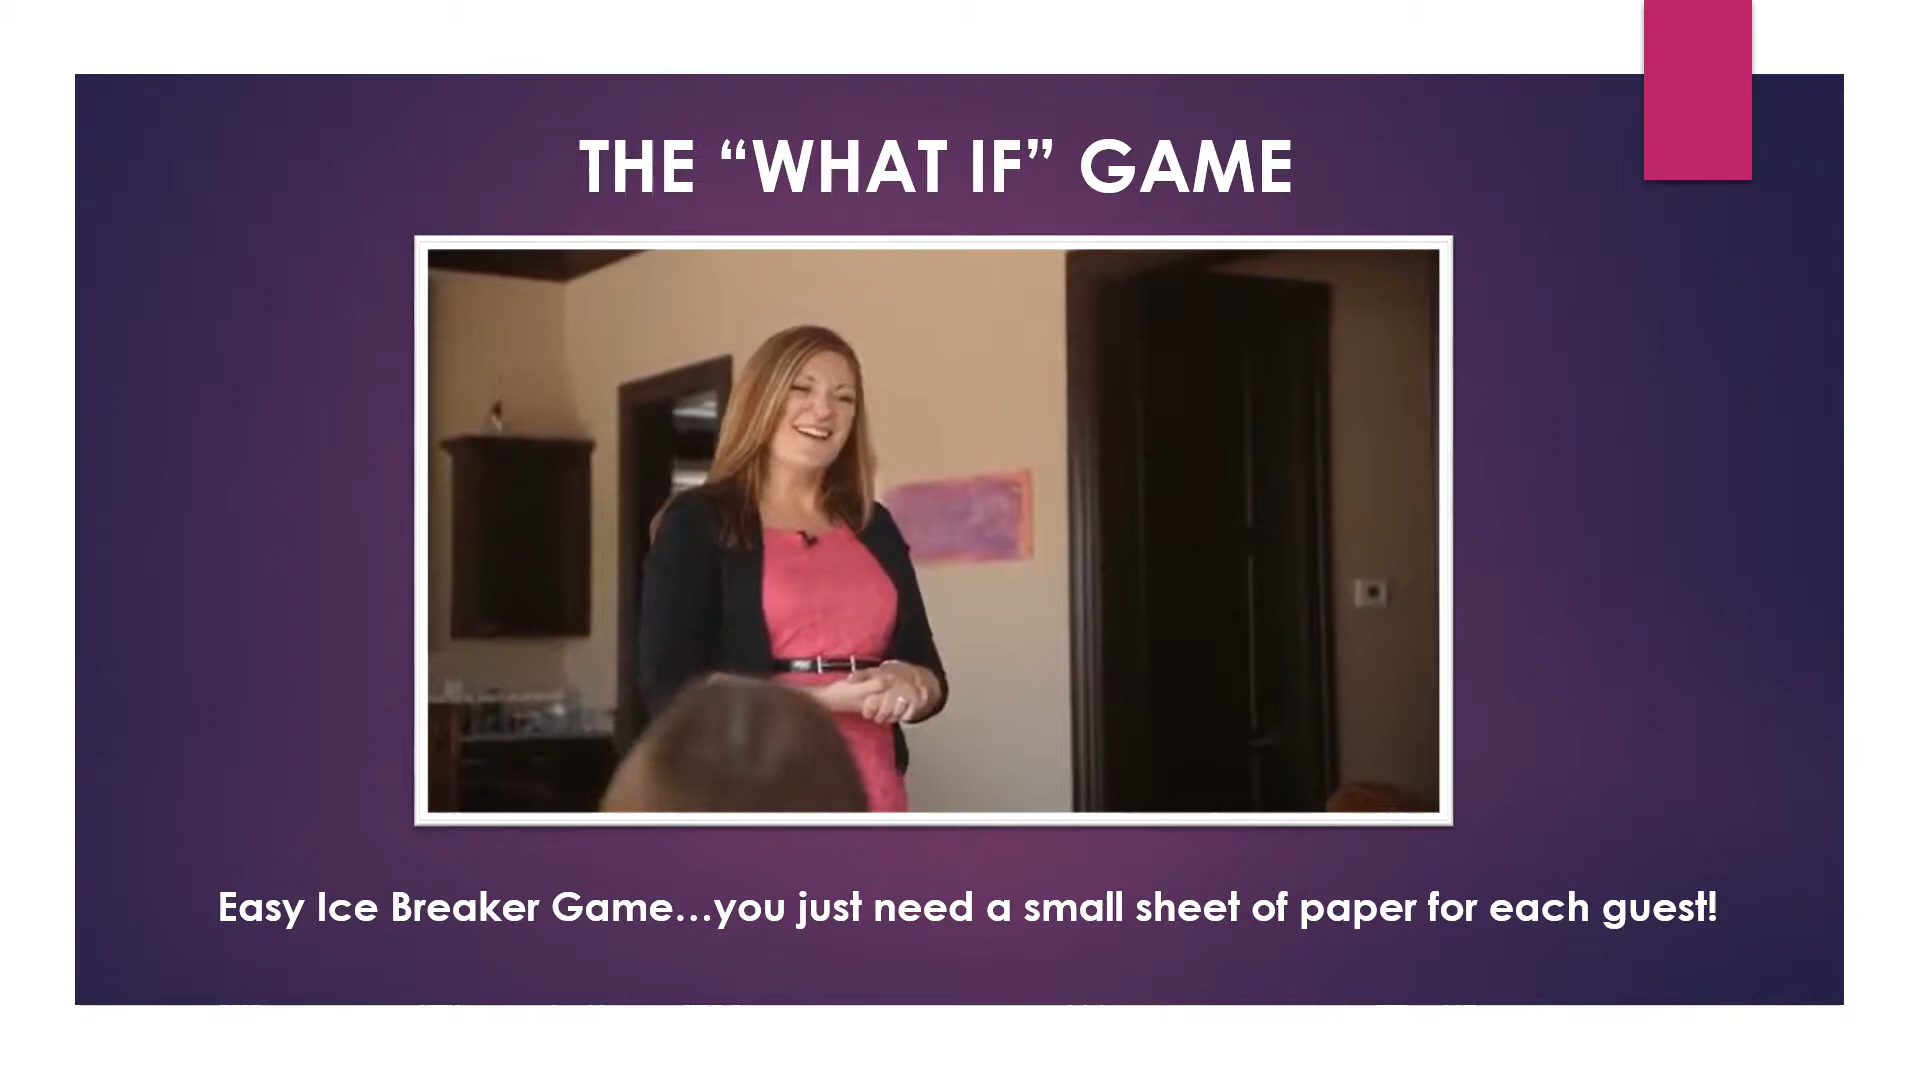 THE “WHAT IF” GAME
Easy Ice Breaker Game...you just need a small sheet of paper for each guest!